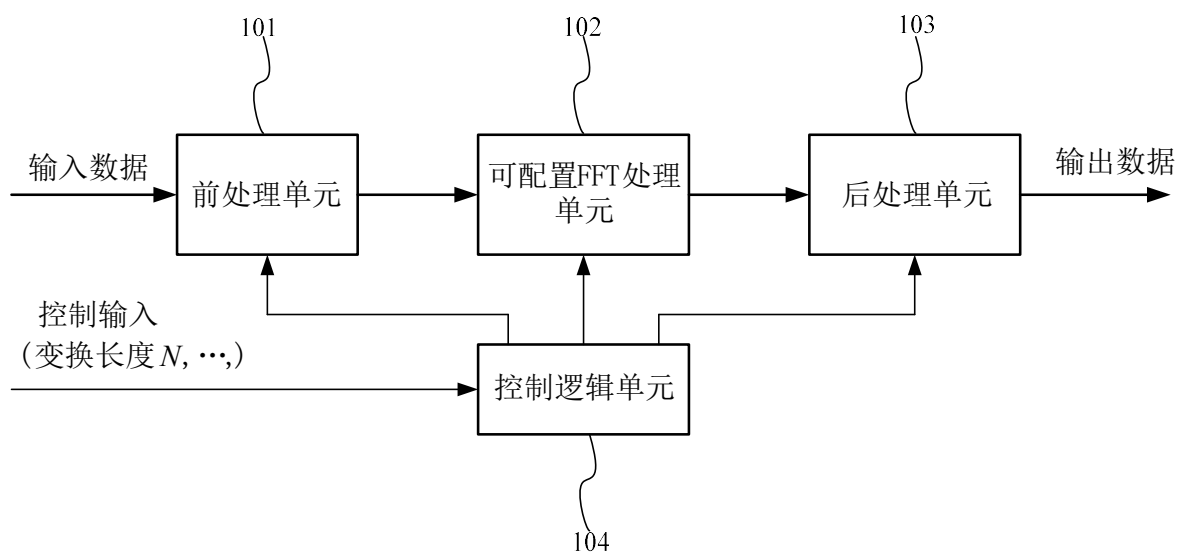 101
102
103
输入数据
前处理单元
可配置FFT处理
单元
后处理单元
输出数据
控制输入
（变换长度N, …,）
控制逻辑单元
104